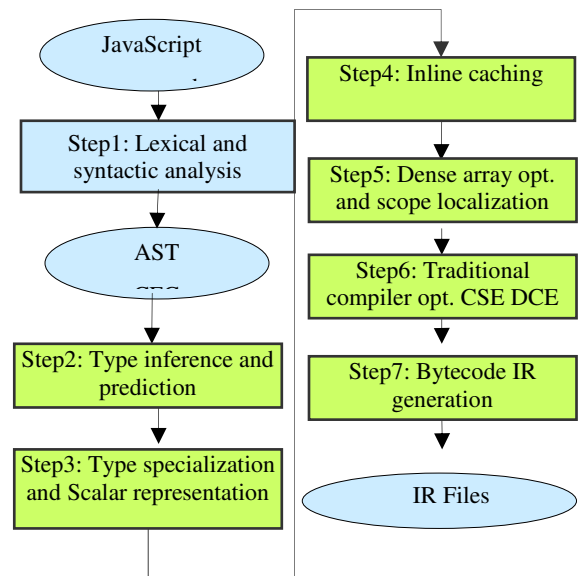 JavaScript
Step1: Lexical and
syntactic analysis
AST
Step2: Type inference and
prediction
Step3: Type specialization
and Scalar representation
Step4: Inline caching
Step5: Dense array opt.
and scope localization
Step6: Traditional
compiler opt. CSE DCE
Step7: Bytecode IR
generation
IR Files